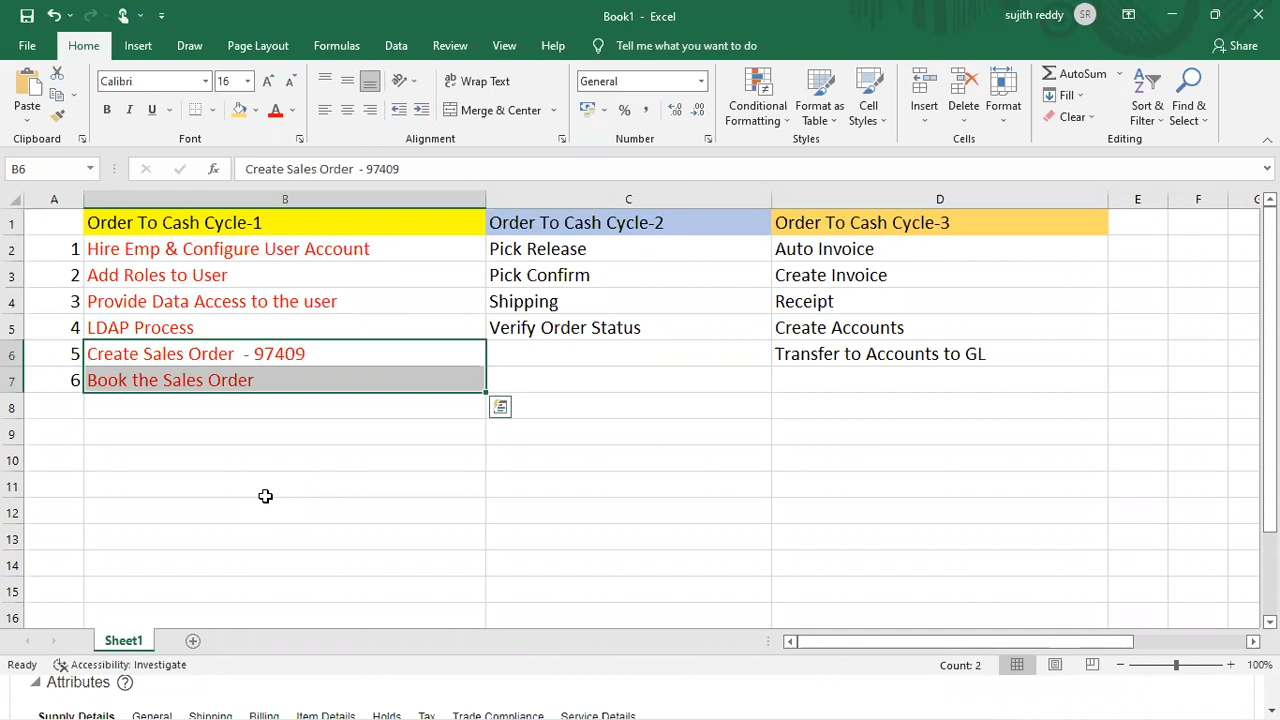 Book1 - Excel
sujith reddy SR
File Home Insert Draw Page Layout Formulas Data Review View Help Tell me what you want to do Share
Paste
Calibri 16
Wrap Text
General
Conditional Formatting
Format as Table
Cell Styles
Insert
Delete
Format
AutoSum
Fill
Clear
Sort & Filter
Find & Select
B I U
Merge & Center
Clipboard Font Alignment Number Styles Cells Editing
B6 fx Create Sales Order - 97409
A B C D E F G
1 Order To Cash Cycle-1 Order To Cash Cycle-2 Order To Cash Cycle-3
2 1 Hire Emp & Configure User Account Pick Release Auto Invoice
3 2 Add Roles to User Pick Confirm Create Invoice
4 3 Provide Data Access to the user Shipping Receipt
5 4 LDAP Process Verify Order Status Create Accounts
6 5 Create Sales Order - 97409 Transfer to Accounts to GL
7 6 Book the Sales Order
8
9
10
11
12
13
14
15
16
Sheet1
Ready Accessibility: Investigate Count: 2 100%
Attributes
Supply Details General Shipping Billing Item Details Holds Tax Trade Compliance Service Details